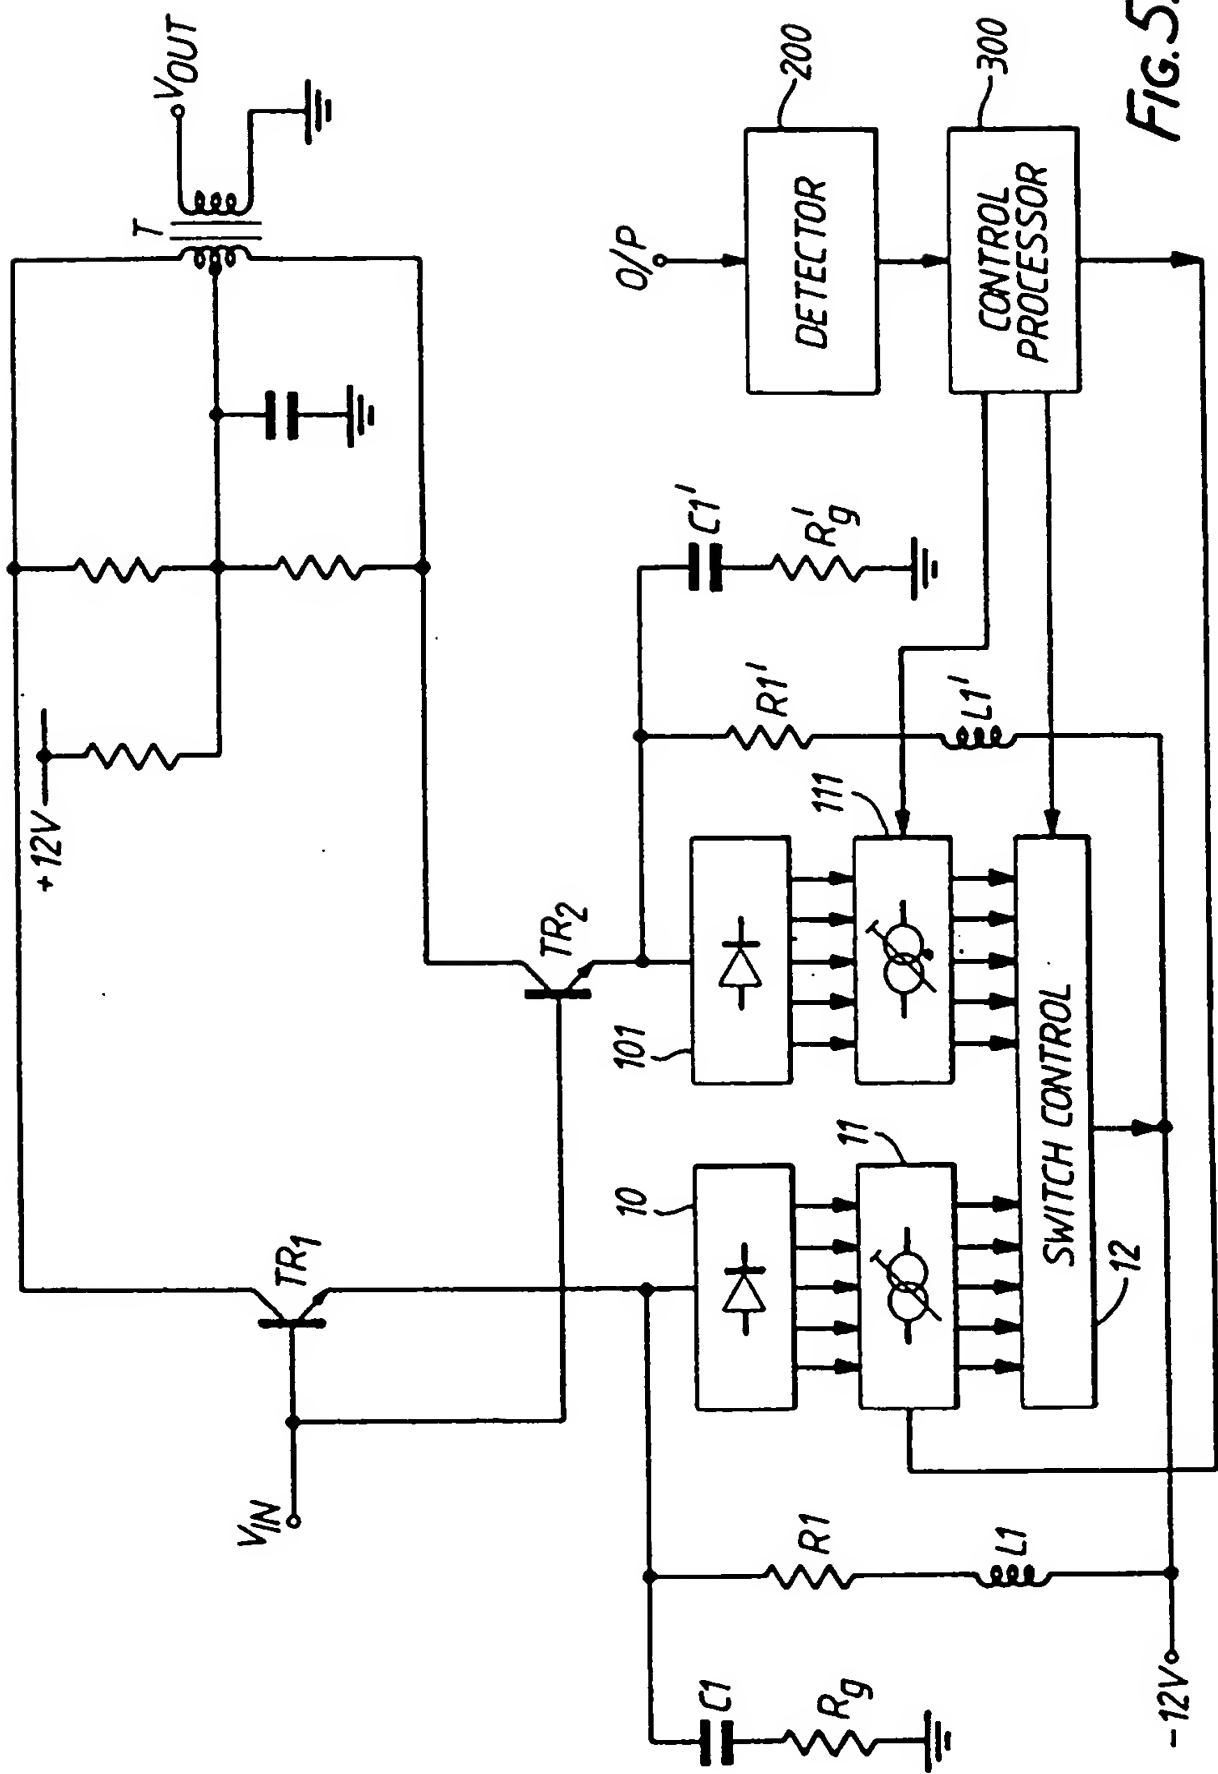 VOUT
T
+12V
TR1
TR2
VIN
O/P
200
DETECTOR
300
CONTROL
PROCESSOR
C1'
Rg'
R1'
L1'
101
111
10
11
SWITCH CONTROL
12
R1
L1
C1
Rg
-12V
FIG.5.